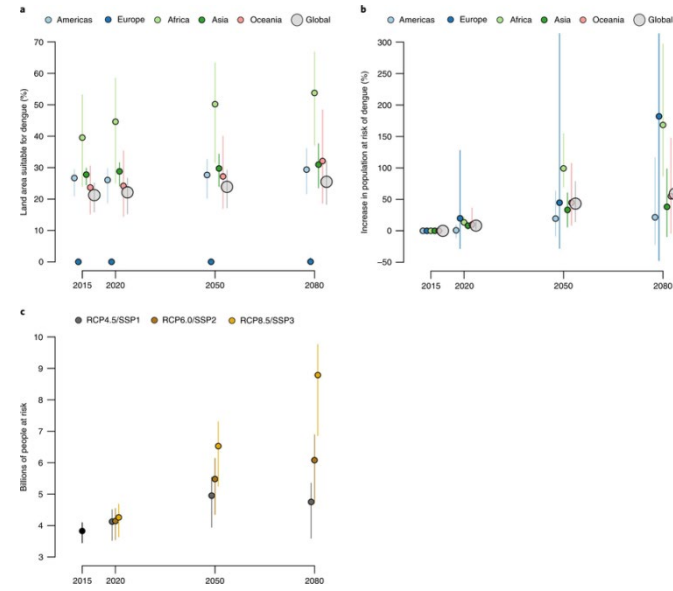 a
Americas Europe Africa Asia Oceania Global
Land area suitable for dengue (%)
70
60
50
40
30
20
10
0
2015 2020 2050 2080
b
Americas Europe Africa Asia Oceania Global
Increase in population at risk of dengue (%)
300
250
200
150
100
50
0
−50
2015 2020 2050 2080
c
RCP4.5/SSP1 RCP6.0/SSP2 RCP8.5/SSP3
Billions of people at risk
10
9
8
7
6
5
4
3
2015 2020 2050 2080